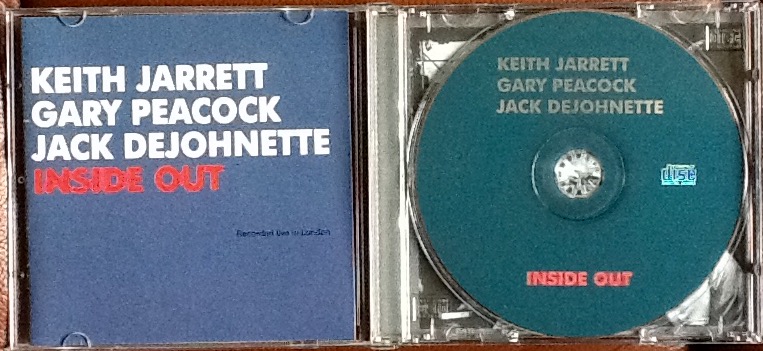 KEITH JARRETT
GARY PEACOCK
JACK DEJOHNETTE
INSIDE OUT
Recorded live in London
KEITH JARRETT
GARY PEACOCK
JACK DEJOHNETTE
disc
INSIDE OUT